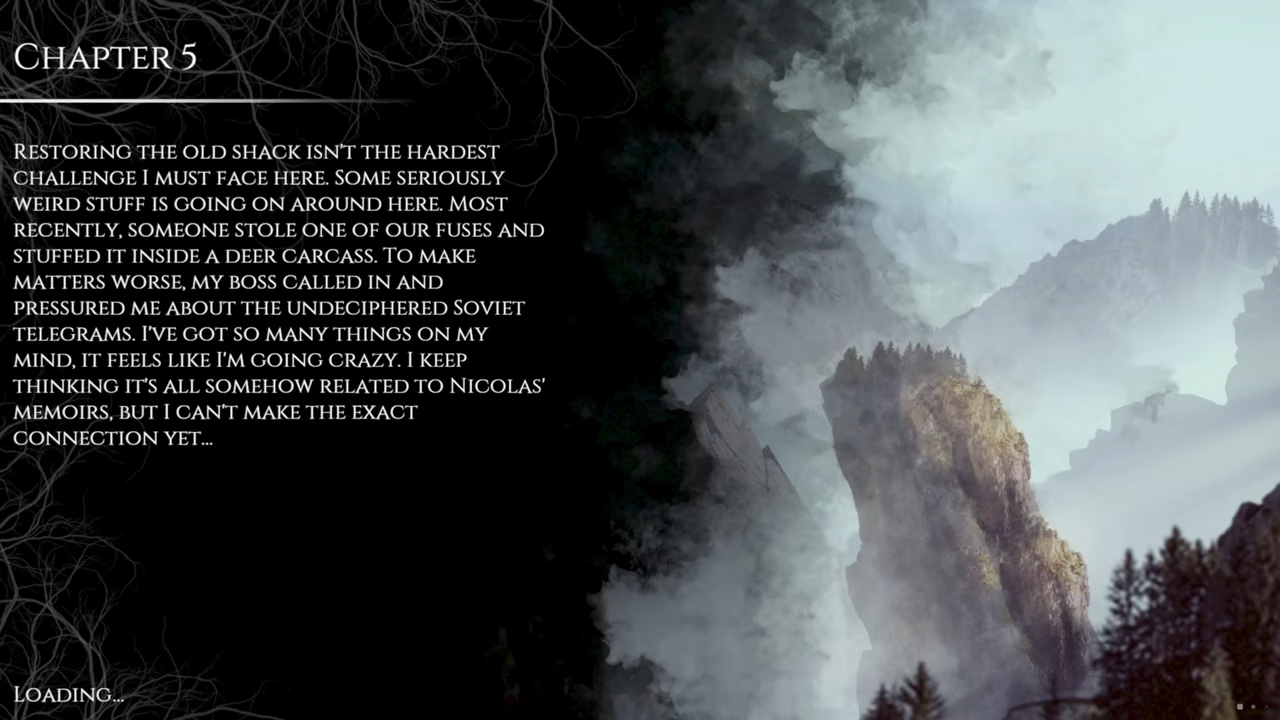 Chapter 5
Restoring the old shack isn't the hardest
challenge I must face here. Some seriously
weird stuff is going on around here. Most
recently, someone stole one of our fuses and
stuffed it inside a deer carcass. To make
matters worse, my boss called in and
pressured me about the undeciphered Soviet
telegrams. I've got so many things on my
mind, it feels like I'm going crazy. I keep
thinking it's all somehow related to Nicolas'
memoirs, but I can't make the exact
connection yet...
Loading...